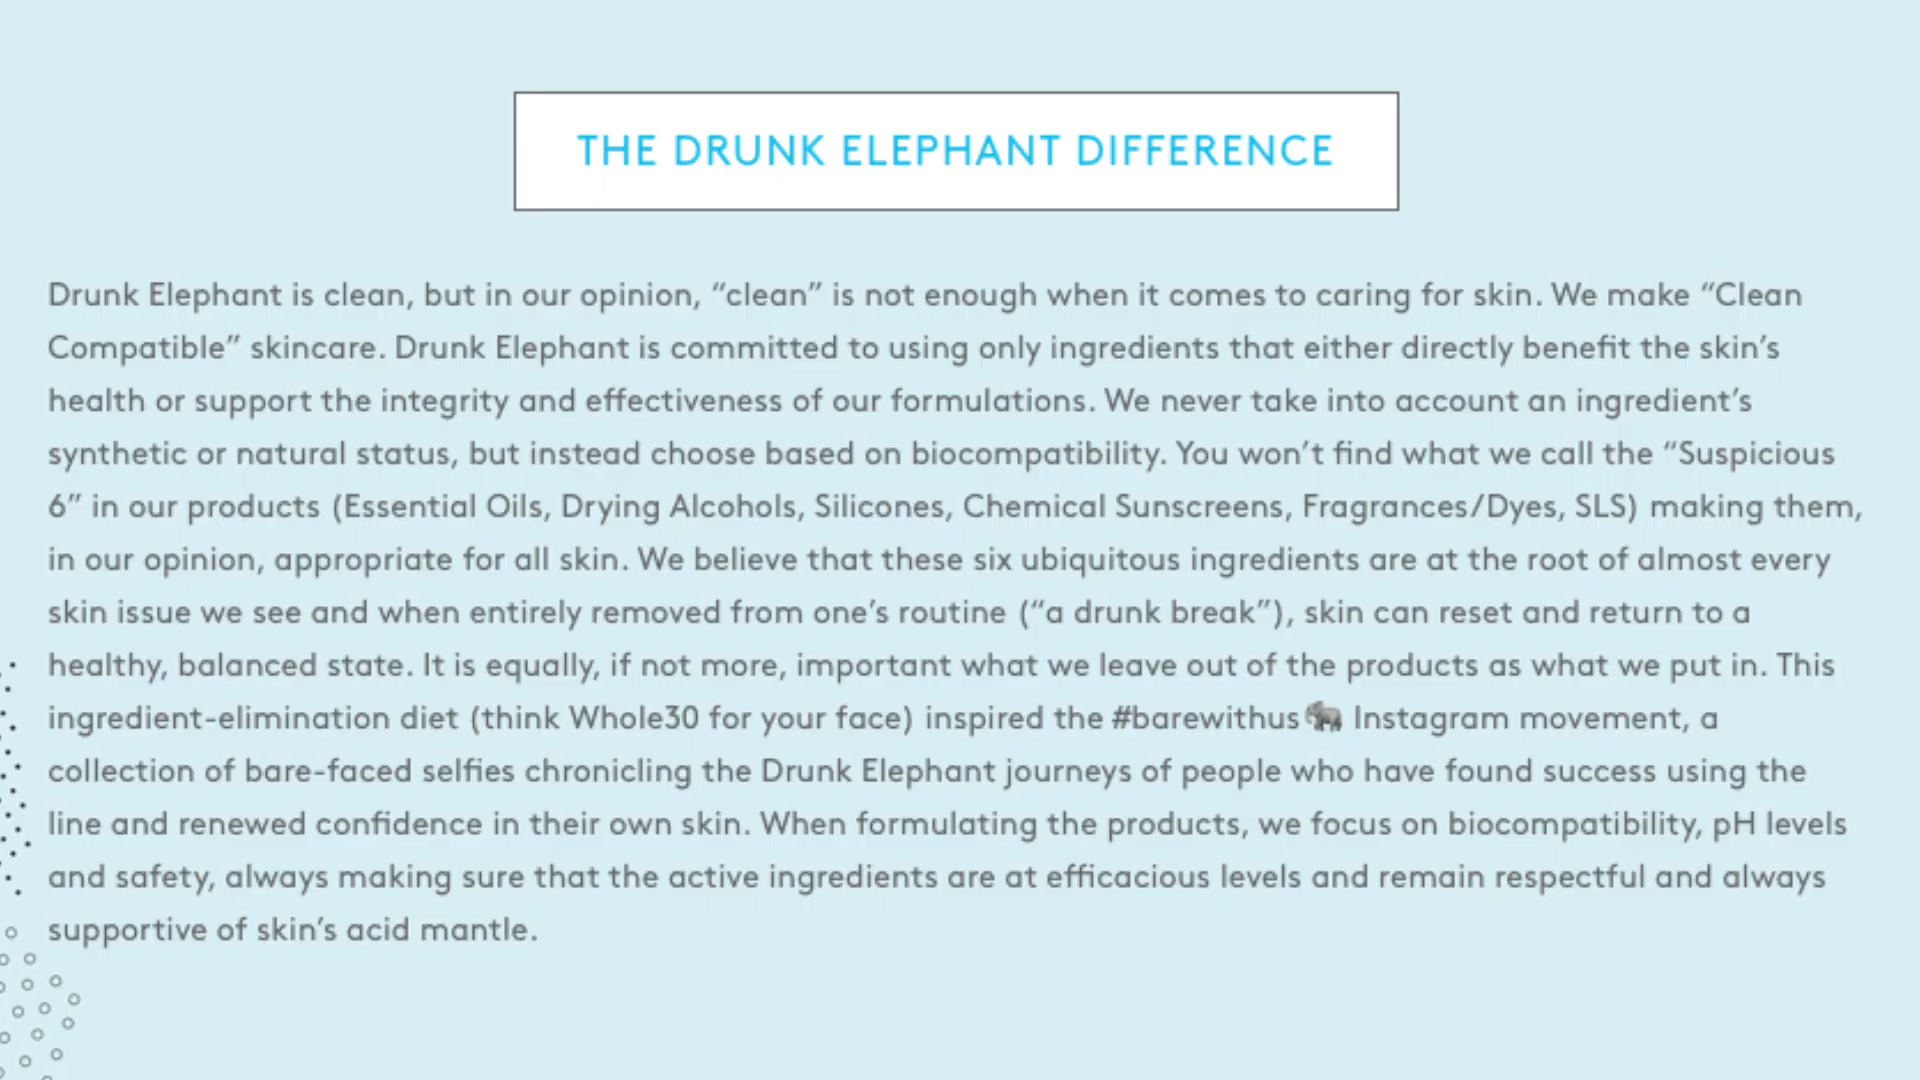 THE DRUNK ELEPHANT DIFFERENCE
Drunk Elephant is clean, but in our opinion, “clean” is not enough when it comes to caring for skin. We make “Clean
Compatible” skincare. Drunk Elephant is committed to using only ingredients that either directly benefit the skin’s
health or support the integrity and effectiveness of our formulations. We never take into account an ingredient’s
synthetic or natural status, but instead choose based on biocompatibility. You won’t find what we call the “Suspicious
6” in our products (Essential Oils, Drying Alcohols, Silicones, Chemical Sunscreens, Fragrances/Dyes, SLS) making them,
in our opinion, appropriate for all skin. We believe that these six ubiquitous ingredients are at the root of almost every
skin issue we see and when entirely removed from one’s routine (“a drunk break”), skin can reset and return to a
healthy, balanced state. It is equally, if not more, important what we leave out of the products as what we put in. This
ingredient-elimination diet (think Whole30 for your face) inspired the #barewithus🐘 Instagram movement, a
collection of bare-faced selfies chronicling the Drunk Elephant journeys of people who have found success using the
line and renewed confidence in their own skin. When formulating the products, we focus on biocompatibility, pH levels
and safety, always making sure that the active ingredients are at efficacious levels and remain respectful and always
supportive of skin’s acid mantle.